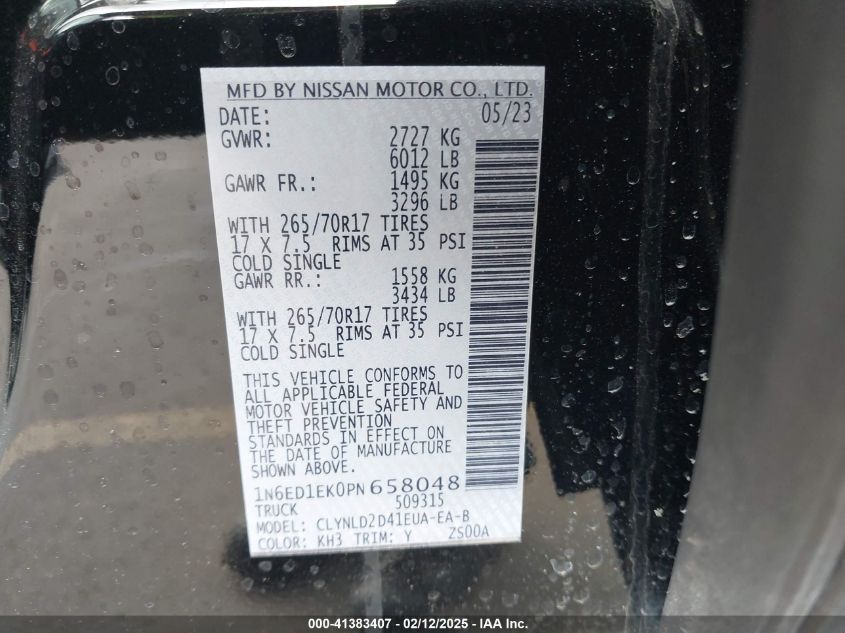 MFD BY NISSAN MOTOR CO., LTD.
DATE: 05/23
GVWR: 2727 KG
6012 LB
GAWR FR.: 1495 KG
3296 LB
WITH 265/70R17 TIRES
17 X 7.5 RIMS AT 35 PSI
COLD SINGLE
GAWR RR.: 1558 KG
3434 LB
WITH 265/70R17 TIRES
17 X 7.5 RIMS AT 35 PSI
COLD SINGLE
THIS VEHICLE CONFORMS TO
ALL APPLICABLE FEDERAL
MOTOR VEHICLE SAFETY AND
THEFT PREVENTION
STANDARDS IN EFFECT ON
THE DATE OF MANUFACTURE
SHOWN ABOVE.
1N6ED1EK0PN658048
TRUCK 509315
MODEL: CLYNLD2D41EUA-EA-B
COLOR: KH3 TRIM: Y ZS00A
000-41383407 - 02/12/2025 - IAA Inc.